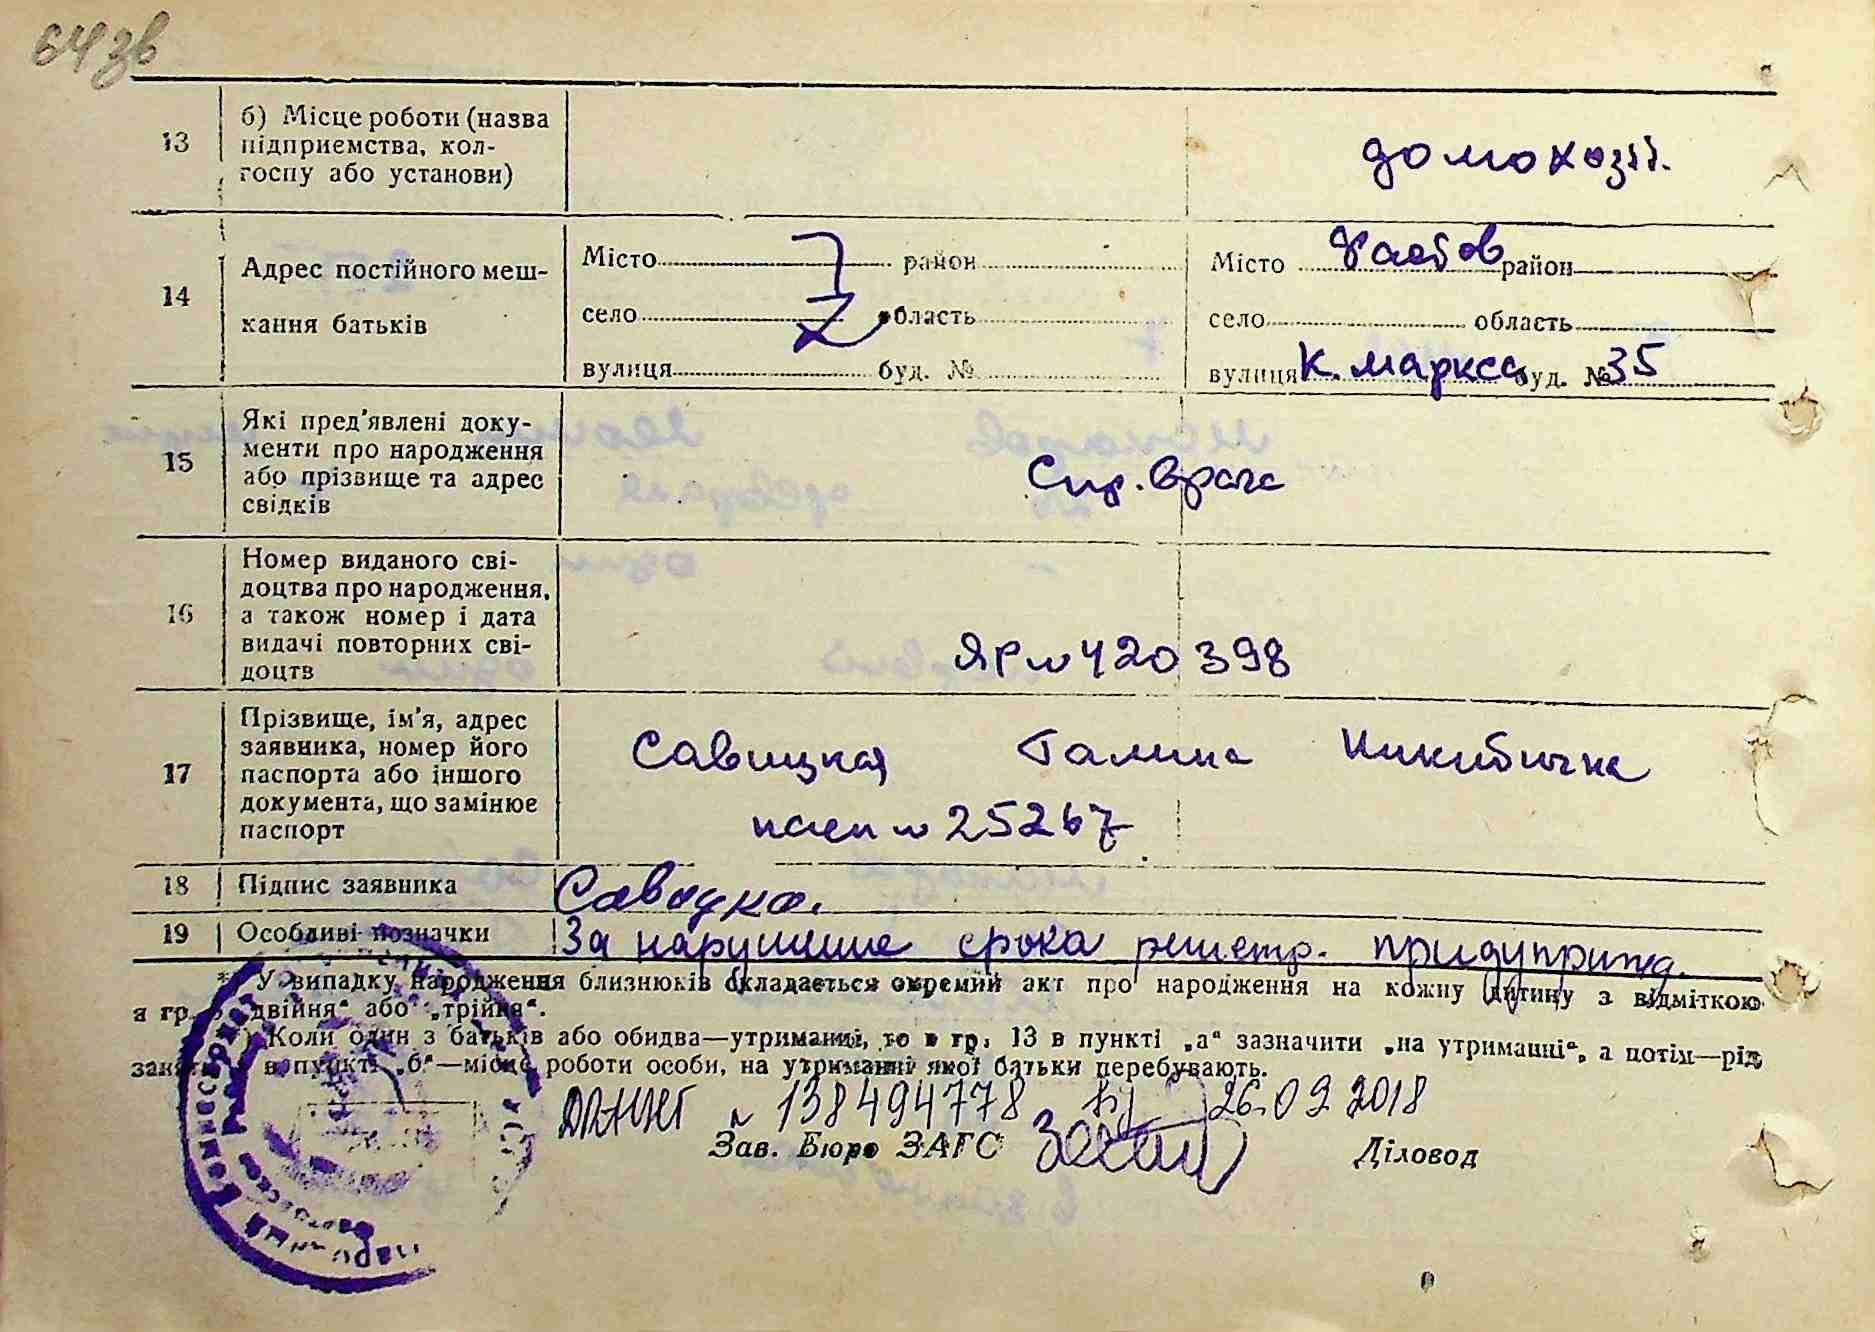 64 зв
13 б) Місце роботи (назва
підприємства, кол-
госпу або установи)
домохозяй.
14 Адрес постійного меш-
кання батьків
Місто район Місто Фастов район
село область село область
вулиця буд. № вулиця К. Маркса буд. № 35
15 Які пред'явлені доку-
менти про народження
або прізвище та адрес
свідків
Спр. врача
16 Номер виданого сві-
доцтва про народження,
а також номер і дата
видачі повторних сві-
доцтв
ЯР № 420398
17 Прізвище, ім'я, адрес
заявника, номер його
паспорта або іншого
документа, що замінює
паспорт
Савицкая Галина Никитична
пасп № 25267
18 Підпис заявника
19 Особливі позначки За нарушение срока регистр. придупрежд.
* У випадку народження близнюків складається окремий акт про народження на кожну дитину з відміткою
я гр. „двійня" або „трійня".
Коли один з батьків або обидва—утриманці, то в гр. 13 в пункті „а" зазначити „на утриманні", а потім—рід
в пункті „б"—місце роботи особи, на утриманні якої батьки перебувають.
№ 138494778 26.02 2018
Зав. Бюро ЗАГС Діловод